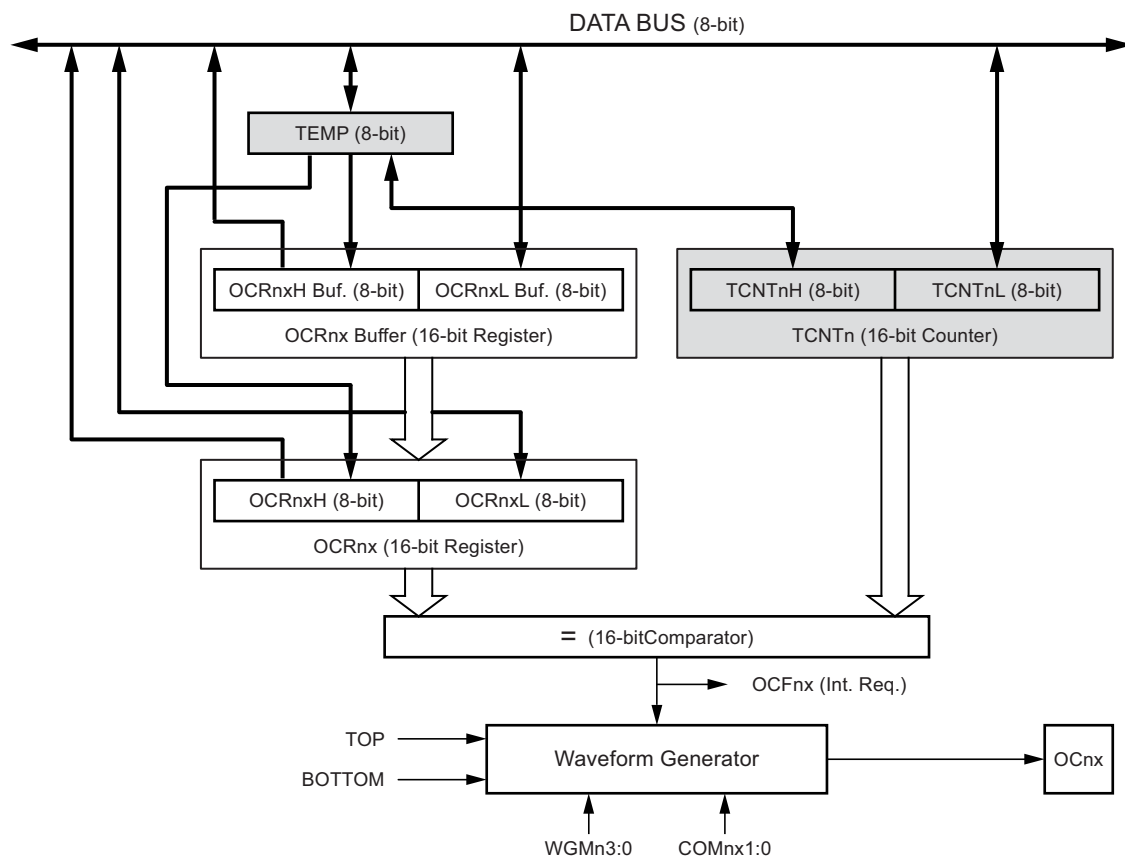 DATA BUS (8-bit)
TEMP (8-bit)
OCRnxH Buf. (8-bit)
OCRnxL Buf. (8-bit)
TCNTnH (8-bit)
TCNTnL (8-bit)
OCRnx Buffer (16-bit Register)
TCNTn (16-bit Counter)
OCRnxH (8-bit)
OCRnxL (8-bit)
OCRnx (16-bit Register)
= (16-bitComparator)
OCFnx (Int. Req.)
TOP
Waveform Generator
OCnx
BOTTOM
WGMn3:0
COMnx1:0